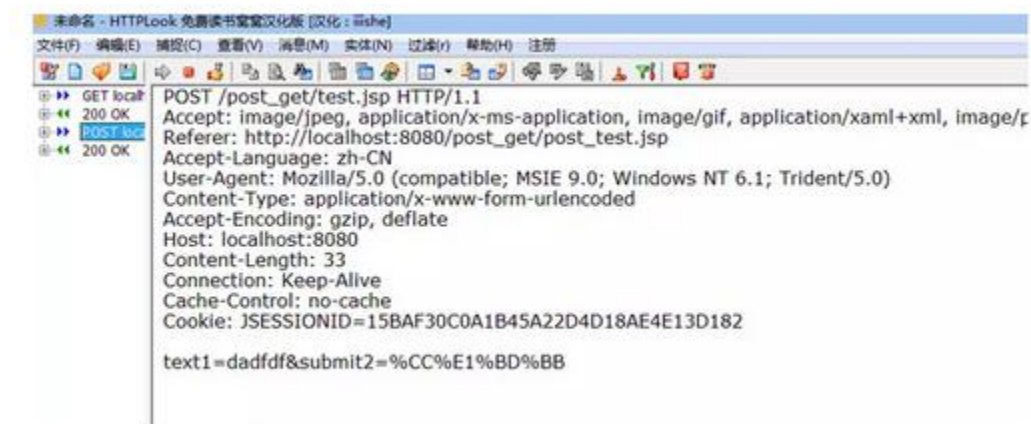 未命名 - HTTPLook 免费读书窝窝汉化版 [汉化:iiishe]
文件(F) 编辑(E) 捕捉(C) 查看(V) 消息(M) 实体(N) 过滤(r) 帮助(H) 注册
GET localh
200 OK
POST loca
200 OK
POST /post_get/test.jsp HTTP/1.1
Accept: image/jpeg, application/x-ms-application, image/gif, application/xaml+xml, image/p
Referer: http://localhost:8080/post_get/post_test.jsp
Accept-Language: zh-CN
User-Agent: Mozilla/5.0 (compatible; MSIE 9.0; Windows NT 6.1; Trident/5.0)
Content-Type: application/x-www-form-urlencoded
Accept-Encoding: gzip, deflate
Host: localhost:8080
Content-Length: 33
Connection: Keep-Alive
Cache-Control: no-cache
Cookie: JSESSIONID=15BAF30C0A1B45A22D4D18AE4E13D182
text1=dadfdf&submit2=%CC%E1%BD%BB